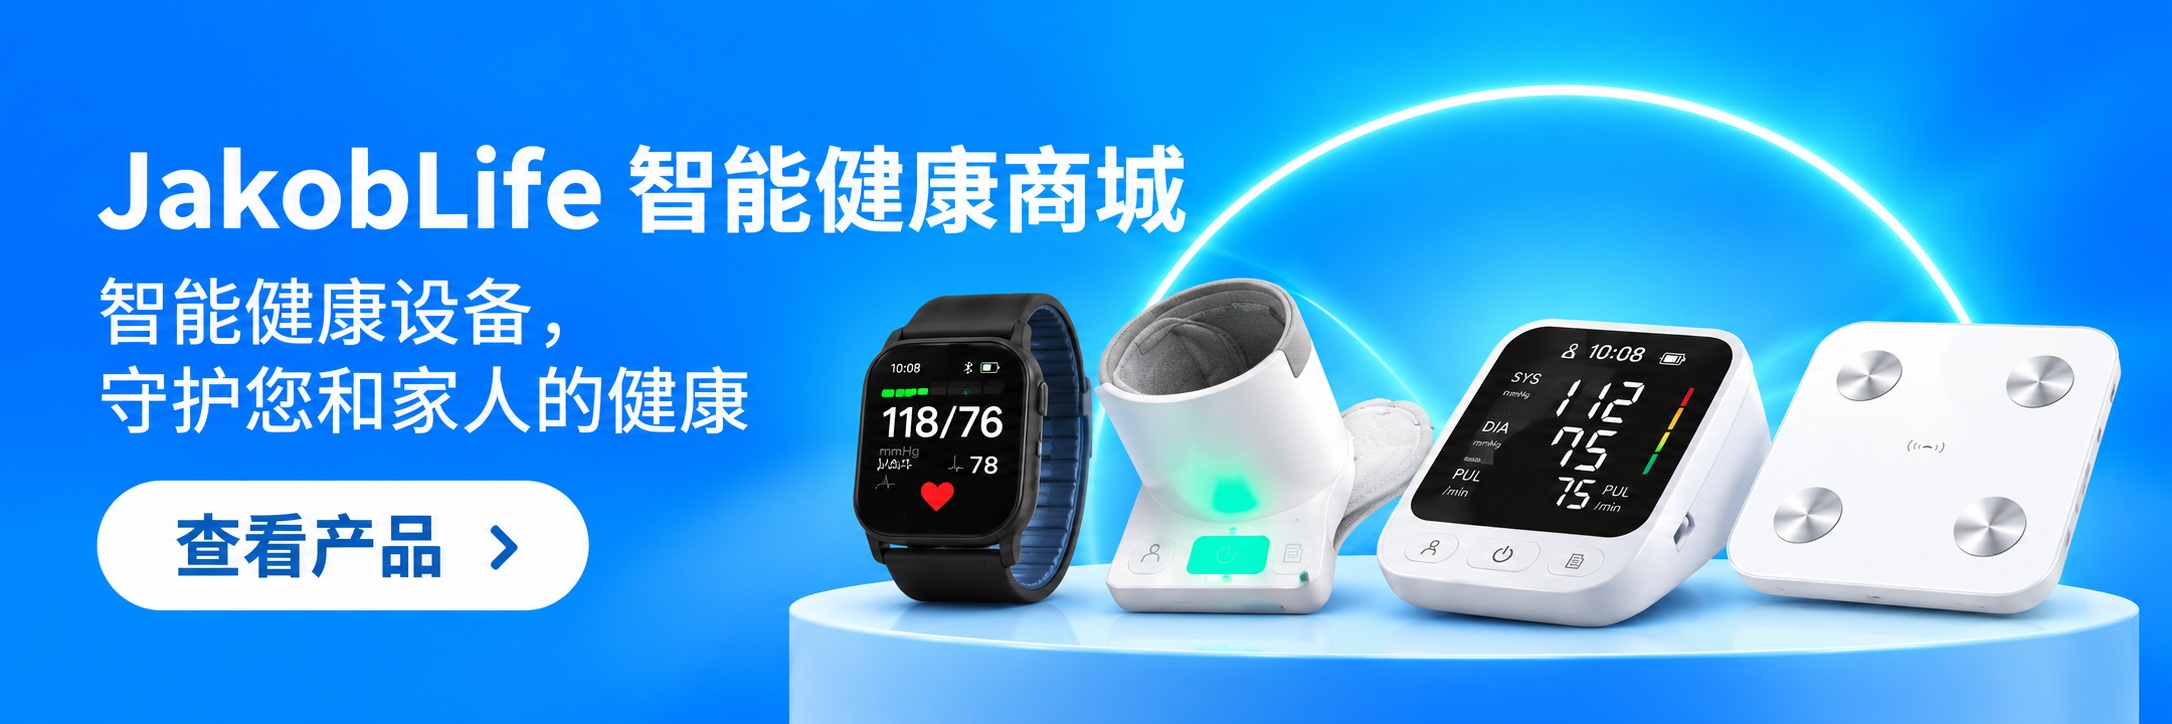 JakobLife 智能健康商城
智能健康设备，
守护您和家人的健康
查看产品
10:08
118/76
mmHg
78
10:08
SYS
mmHg
112
DIA
mmHg
75
PUL
/min
75
PUL
/min